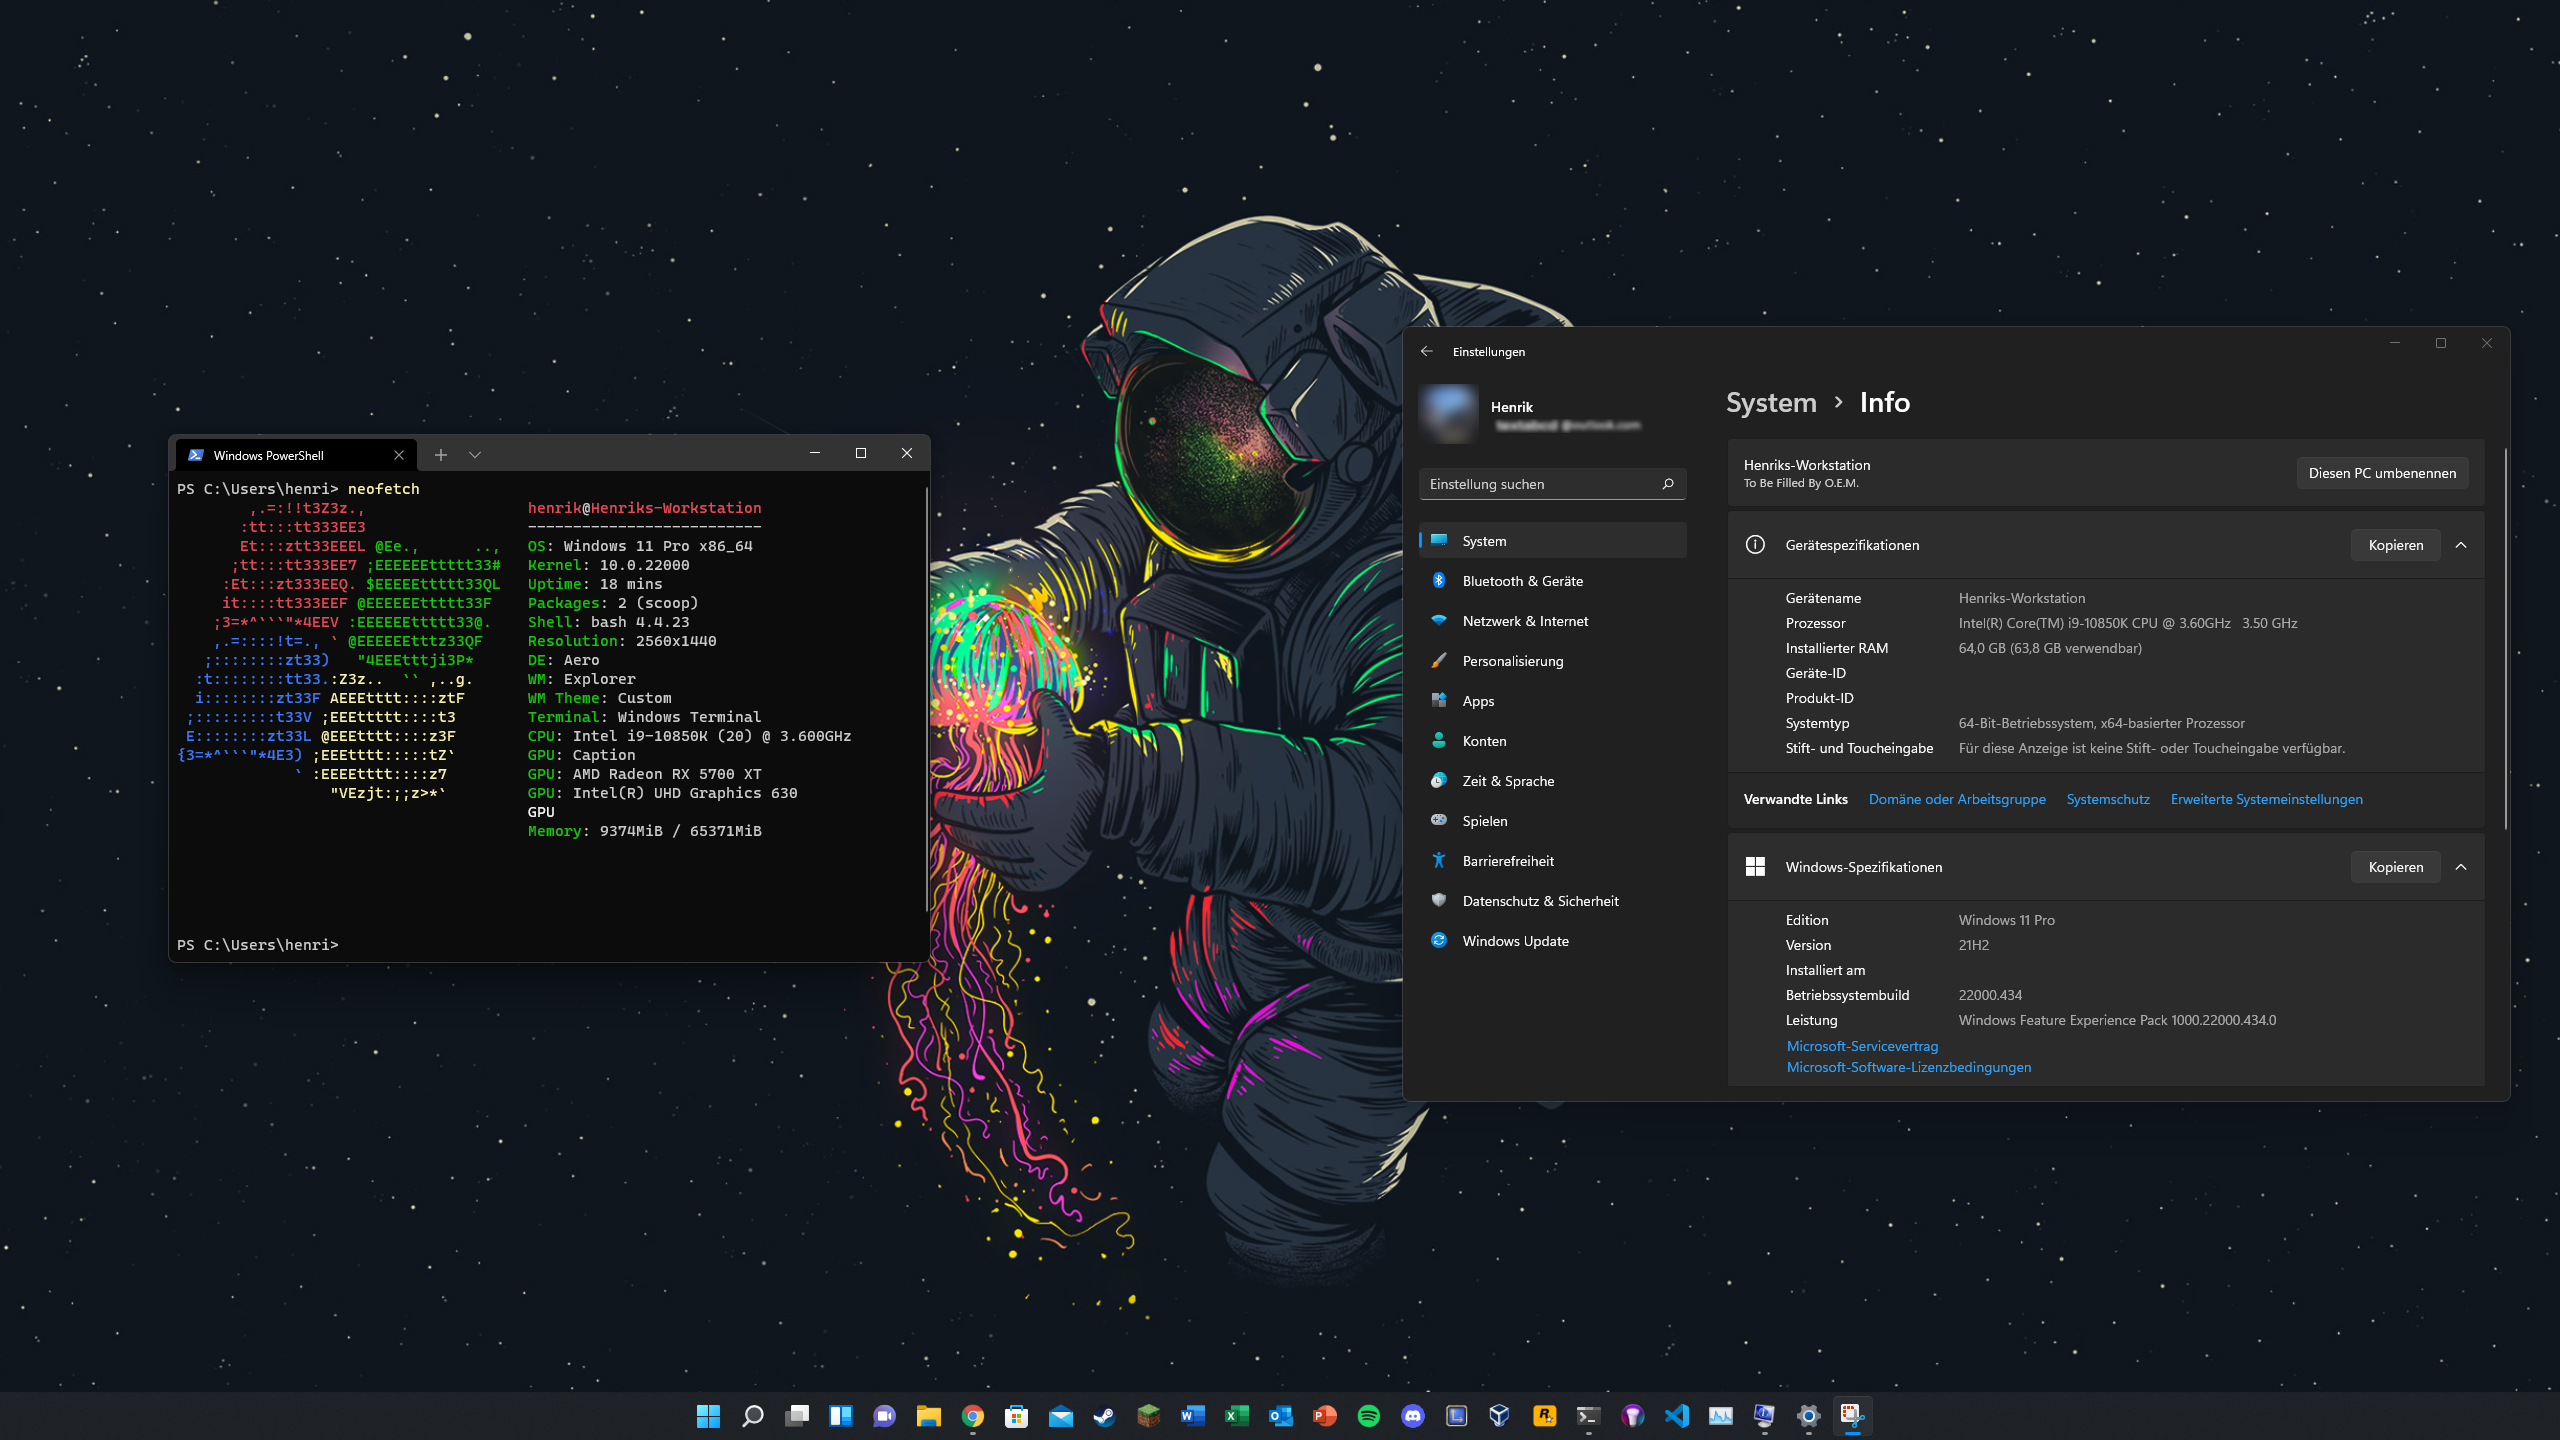 Windows PowerShell
PS C:\Users\henri> neofetch
,.=:!!t3Z3z.,
:tt:::tt333EE3
Et:::ztt33EEEL @Ee.,      ..,
;tt:::tt333EE7 ;EEEEEEttttt33#
:Et:::zt333EEQ. $EEEEEttttt33QL
it::::tt333EEF @EEEEEEttttt33F
;3=*^```"*4EEV :EEEEEEttttt33@.
,.=::::!t=., ` @EEEEEEtttz33QF
;::::::::zt33)   "4EEEtttji3P*
:t::::::::tt33.:Z3z..  `` ,..g.
i::::::::zt33F AEEEtttt::::ztF
;:::::::::t33V ;EEEttttt::::t3
E::::::::zt33L @EEEtttt::::z3F
{3=*^```"*4E3) ;EEEtttt:::::tZ`
` :EEEEtttt::::z7
"VEzjt:;;z>*`
henrik@Henriks-Workstation
--------------------------
OS: Windows 11 Pro x86_64
Kernel: 10.0.22000
Uptime: 18 mins
Packages: 2 (scoop)
Shell: bash 4.4.23
Resolution: 2560x1440
DE: Aero
WM: Explorer
WM Theme: Custom
Terminal: Windows Terminal
CPU: Intel i9-10850K (20) @ 3.600GHz
GPU: Caption
GPU: AMD Radeon RX 5700 XT
GPU: Intel(R) UHD Graphics 630
GPU
Memory: 9374MiB / 65371MiB
PS C:\Users\henri>
Einstellungen
Henrik
Einstellung suchen
System
Bluetooth & Geräte
Netzwerk & Internet
Personalisierung
Apps
Konten
Zeit & Sprache
Spielen
Barrierefreiheit
Datenschutz & Sicherheit
Windows Update
System › Info
Henriks-Workstation
To Be Filled By O.E.M.
Diesen PC umbenennen
Gerätespezifikationen
Kopieren
Gerätename Henriks-Workstation
Prozessor Intel(R) Core(TM) i9-10850K CPU @ 3.60GHz 3.50 GHz
Installierter RAM 64,0 GB (63,8 GB verwendbar)
Geräte-ID
Produkt-ID
Systemtyp 64-Bit-Betriebssystem, x64-basierter Prozessor
Stift- und Toucheingabe Für diese Anzeige ist keine Stift- oder Toucheingabe verfügbar.
Verwandte Links Domäne oder Arbeitsgruppe Systemschutz Erweiterte Systemeinstellungen
Windows-Spezifikationen
Kopieren
Edition Windows 11 Pro
Version 21H2
Installiert am
Betriebssystembuild 22000.434
Leistung Windows Feature Experience Pack 1000.22000.434.0
Microsoft-Servicevertrag
Microsoft-Software-Lizenzbedingungen